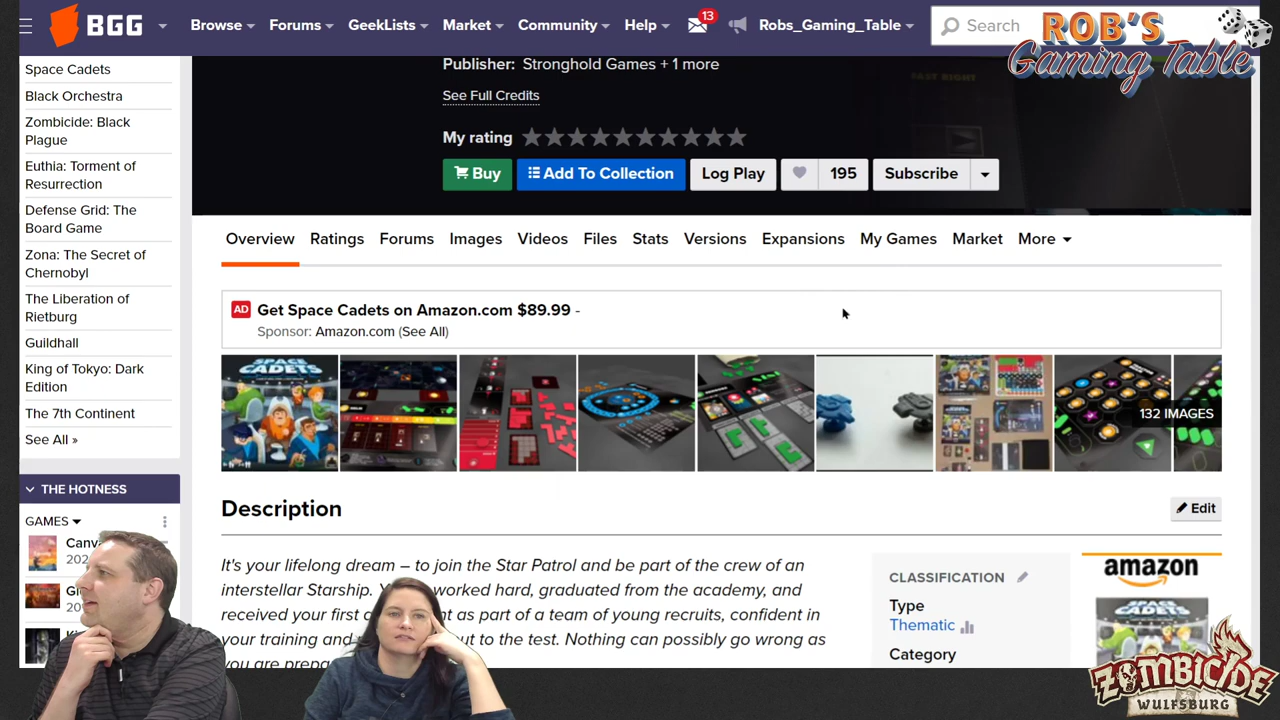 BGG
Browse
Forums
GeekLists
Market
Community
Help
13
Robs_Gaming_Table
Search
ROB'S
Gaming Table
Space Cadets
Black Orchestra
Zombicide: Black
Plague
Euthia: Torment of
Resurrection
Defense Grid: The
Board Game
Zona: The Secret of
Chernobyl
The Liberation of
Rietburg
Guildhall
King of Tokyo: Dark
Edition
The 7th Continent
See All »
THE HOTNESS
GAMES
Publisher: Stronghold Games + 1 more
See Full Credits
My rating
Buy
Add To Collection
Log Play
195
Subscribe
FAST RIGHT
Overview
Ratings
Forums
Images
Videos
Files
Stats
Versions
Expansions
My Games
Market
More
AD Get Space Cadets on Amazon.com $89.99 -
Sponsor: Amazon.com (See All)
SPACE
CADETS
132 IMAGES
Description
Edit
It's your lifelong dream – to join the Star Patrol and be part of the crew of an
interstellar Starship. worked hard, graduated from the academy, and
received your first as part of a team of young recruits, confident in
your training and out to the test. Nothing can possibly go wrong as
you are
CLASSIFICATION
Type
Thematic
Category
amazon
SPACE
CADETS
ZOMBICIDE
WULFSBURG